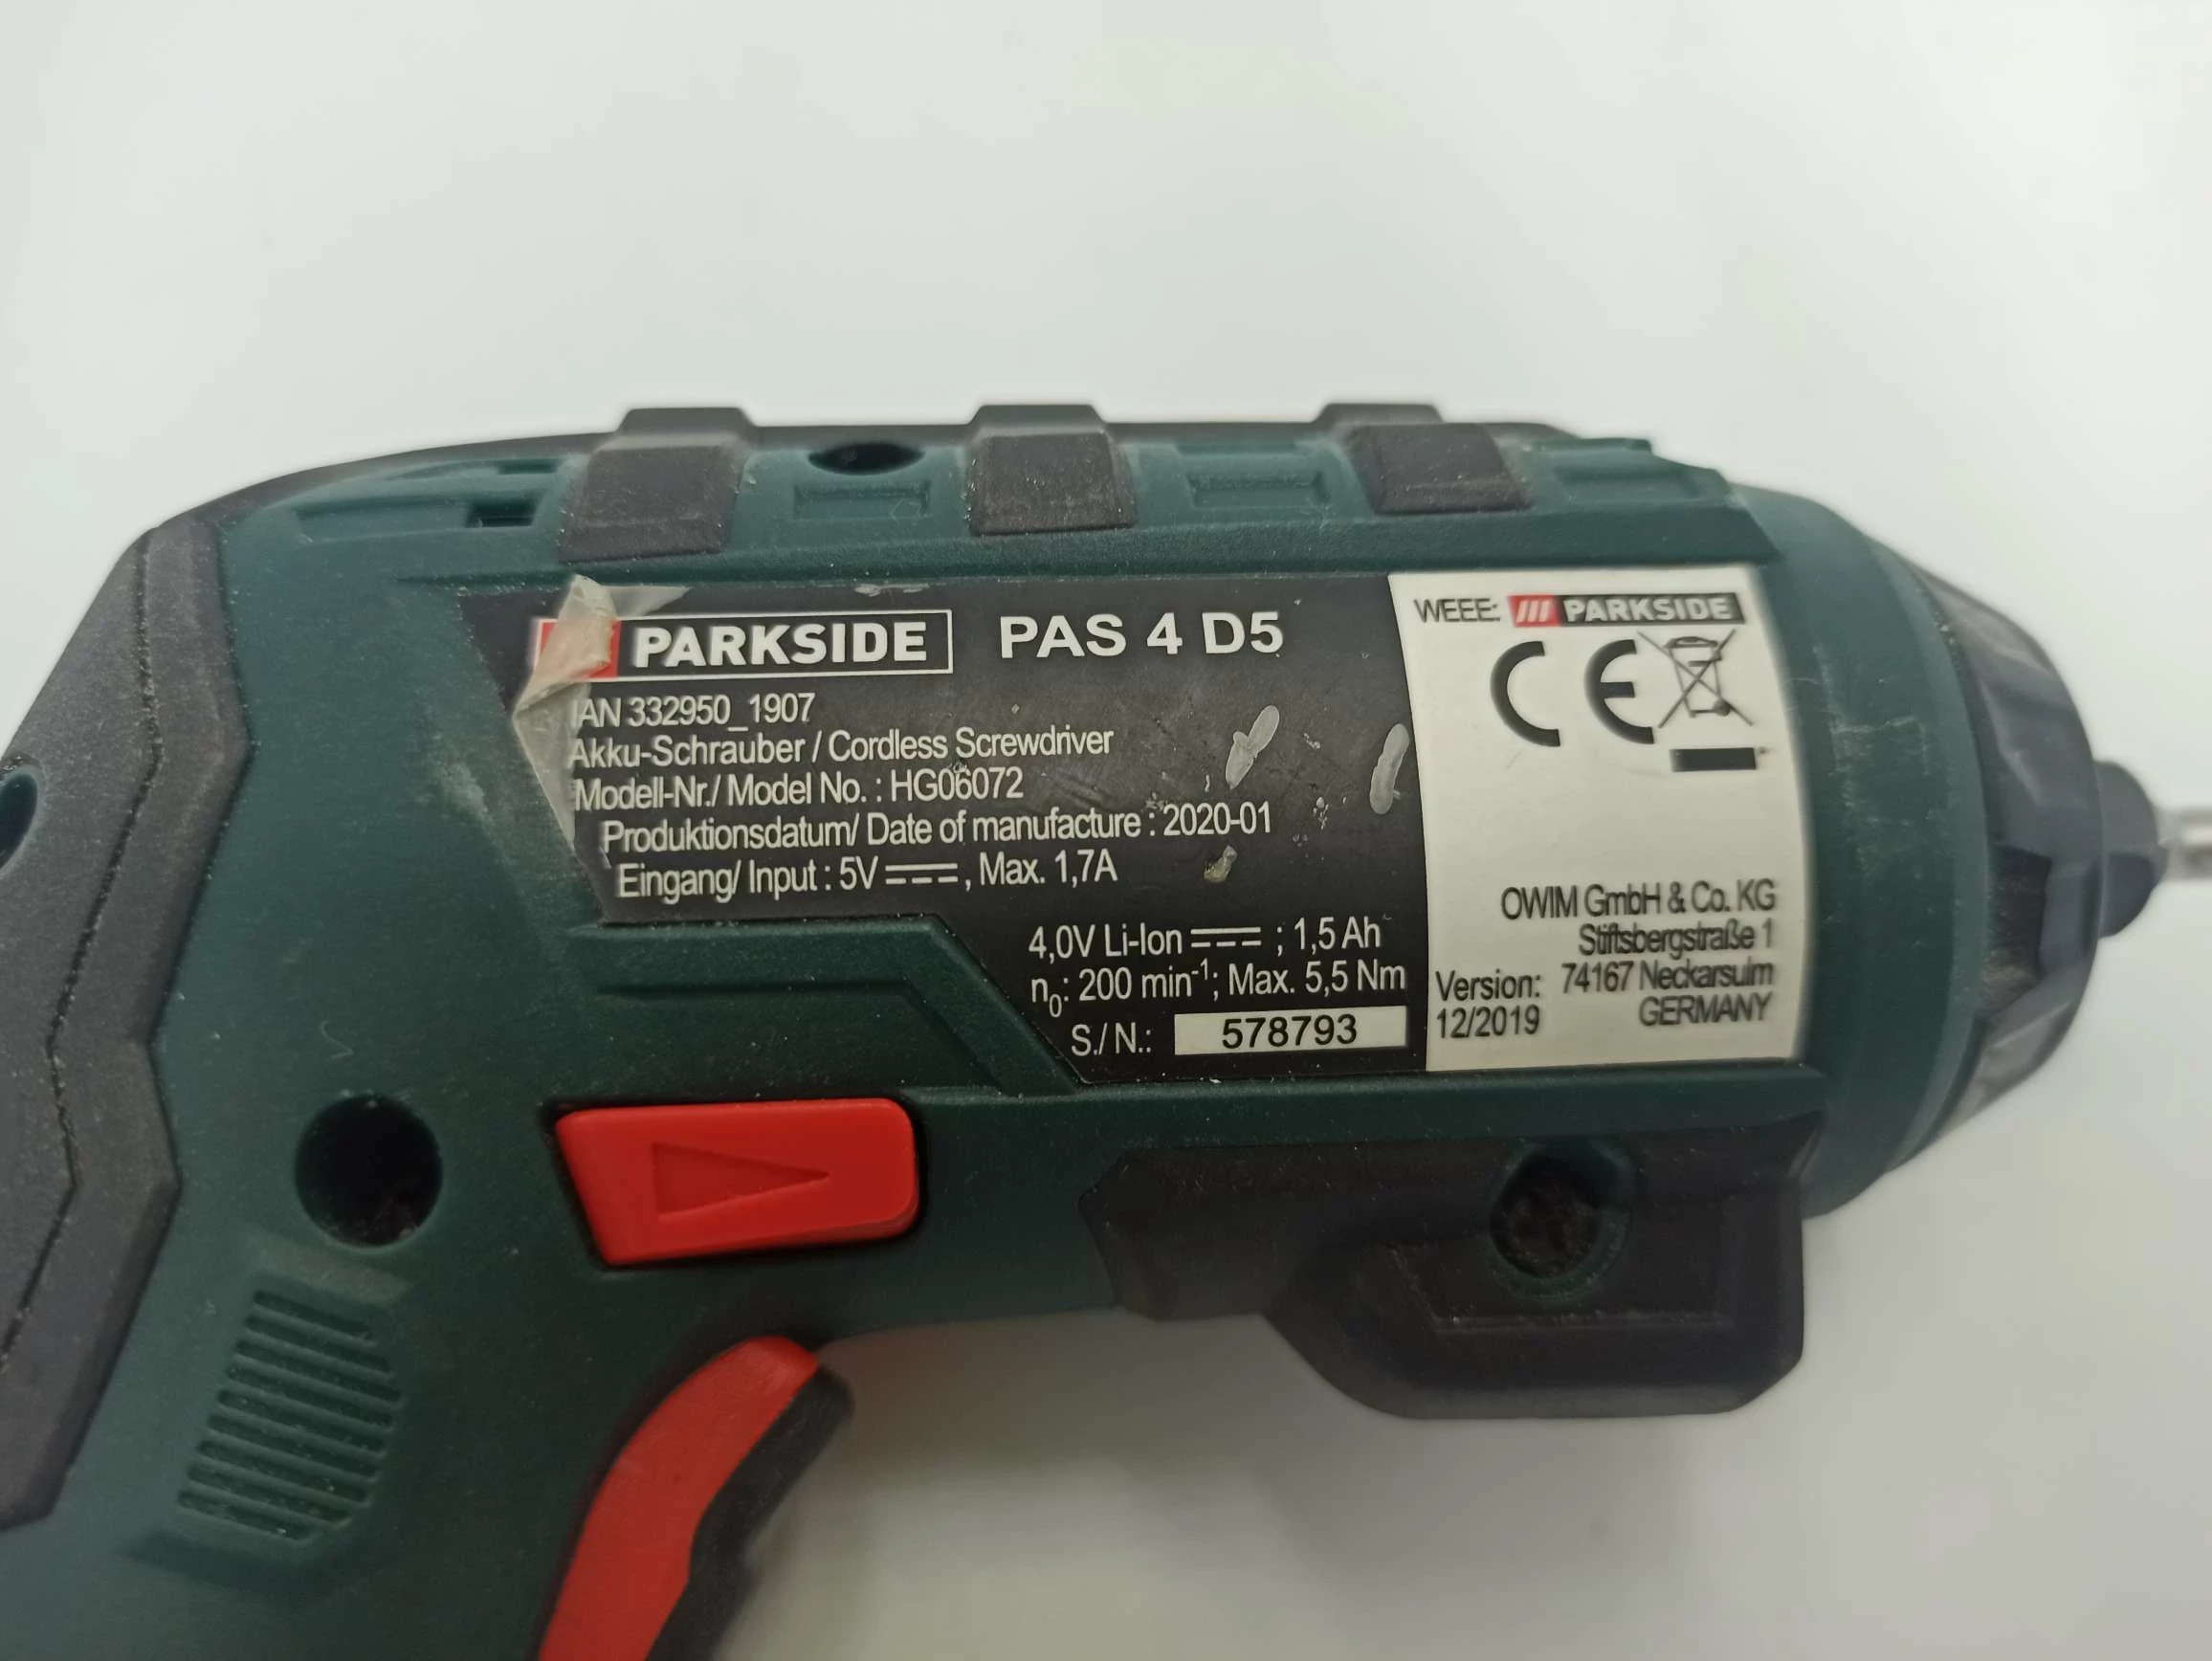 PARKSIDE PAS 4 D5
IAN 332950_1907
Akku-Schrauber / Cordless Screwdriver
Modell-Nr./ Model No. : HG06072
Produktionsdatum/ Date of manufacture : 2020-01
Eingang/ Input : 5V ⎓, Max. 1,7A
4,0V Li-Ion ⎓ ; 1,5 Ah
n₀: 200 min⁻¹; Max. 5,5 Nm
S./ N.: 578793
WEEE: PARKSIDE
CE
OWIM GmbH & Co. KG
Stiftsbergstraße 1
74167 Neckarsulm
GERMANY
Version:
12/2019